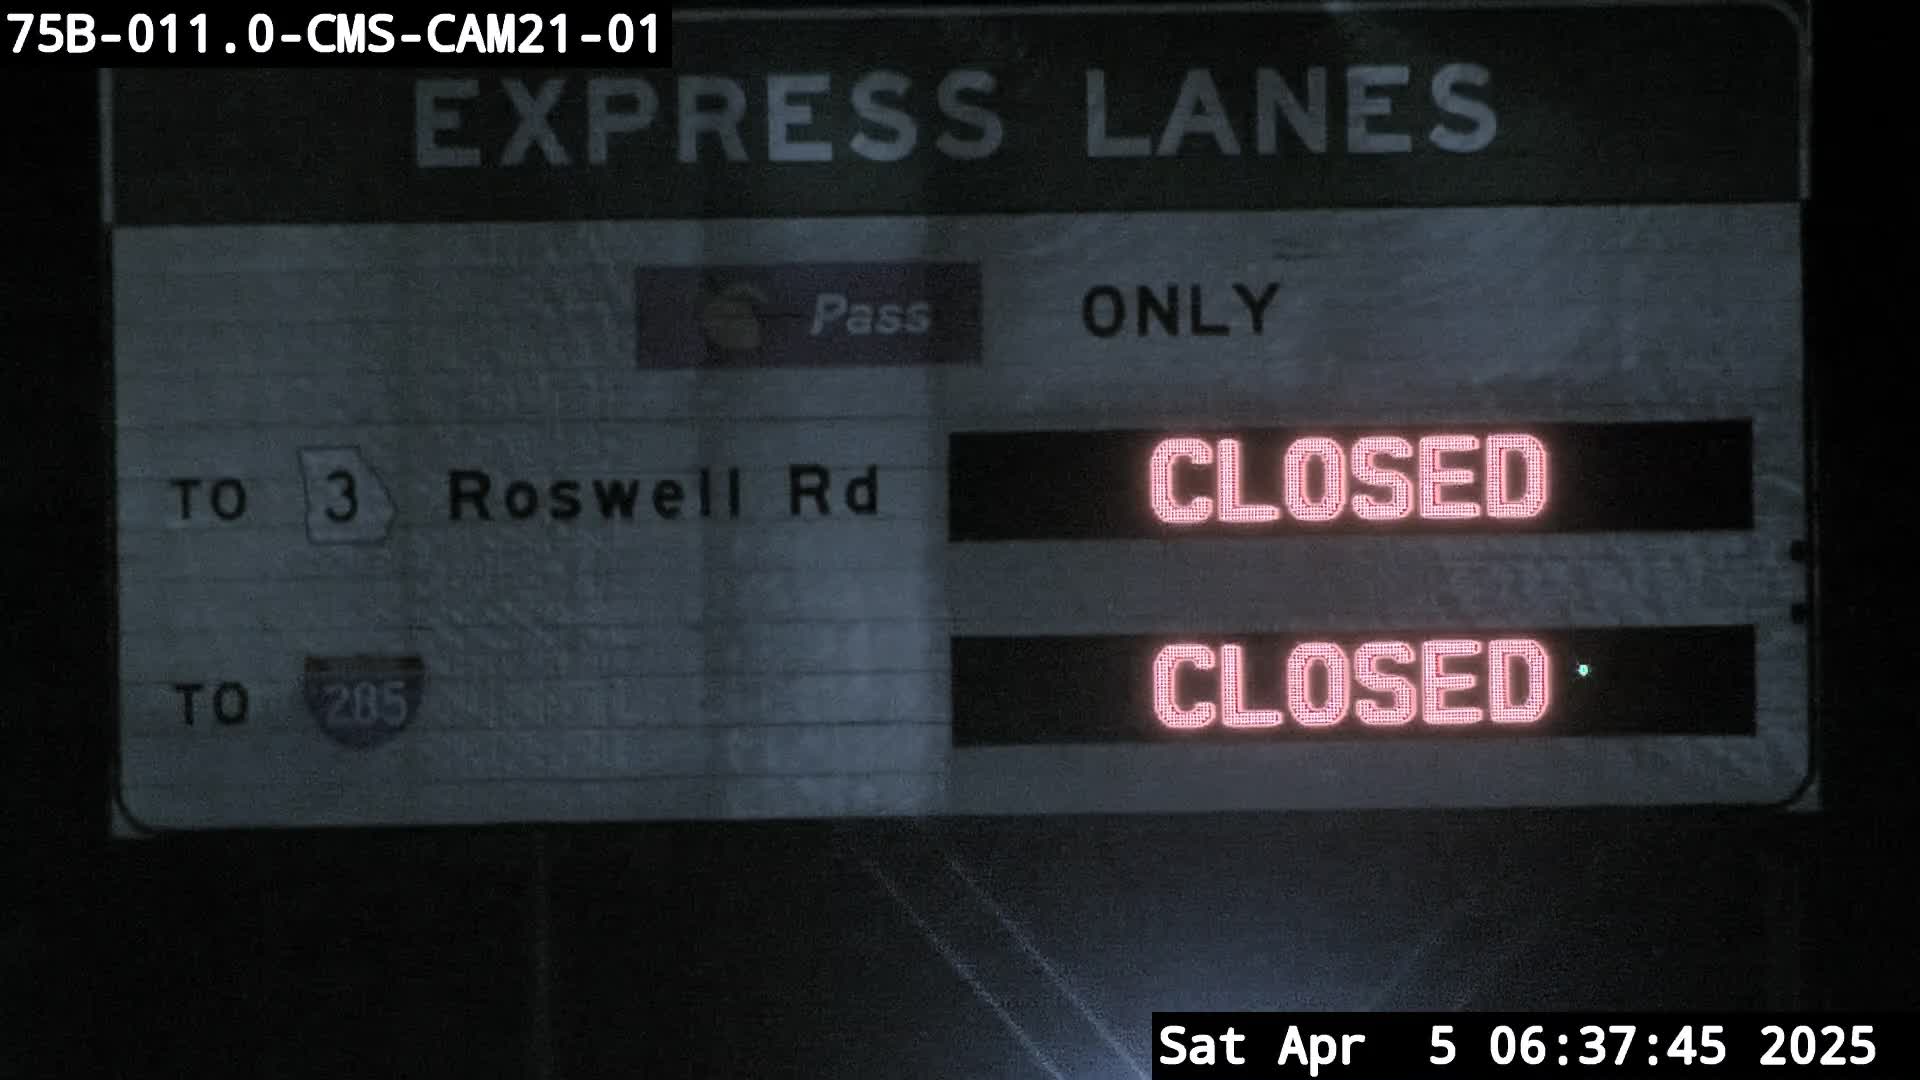 75B-011.0-CMS-CAM21-01
EXPRESS LANES
Pass ONLY
TO 3 Roswell Rd CLOSED
TO 285 CLOSED
Sat Apr 5 06:37:45 2025